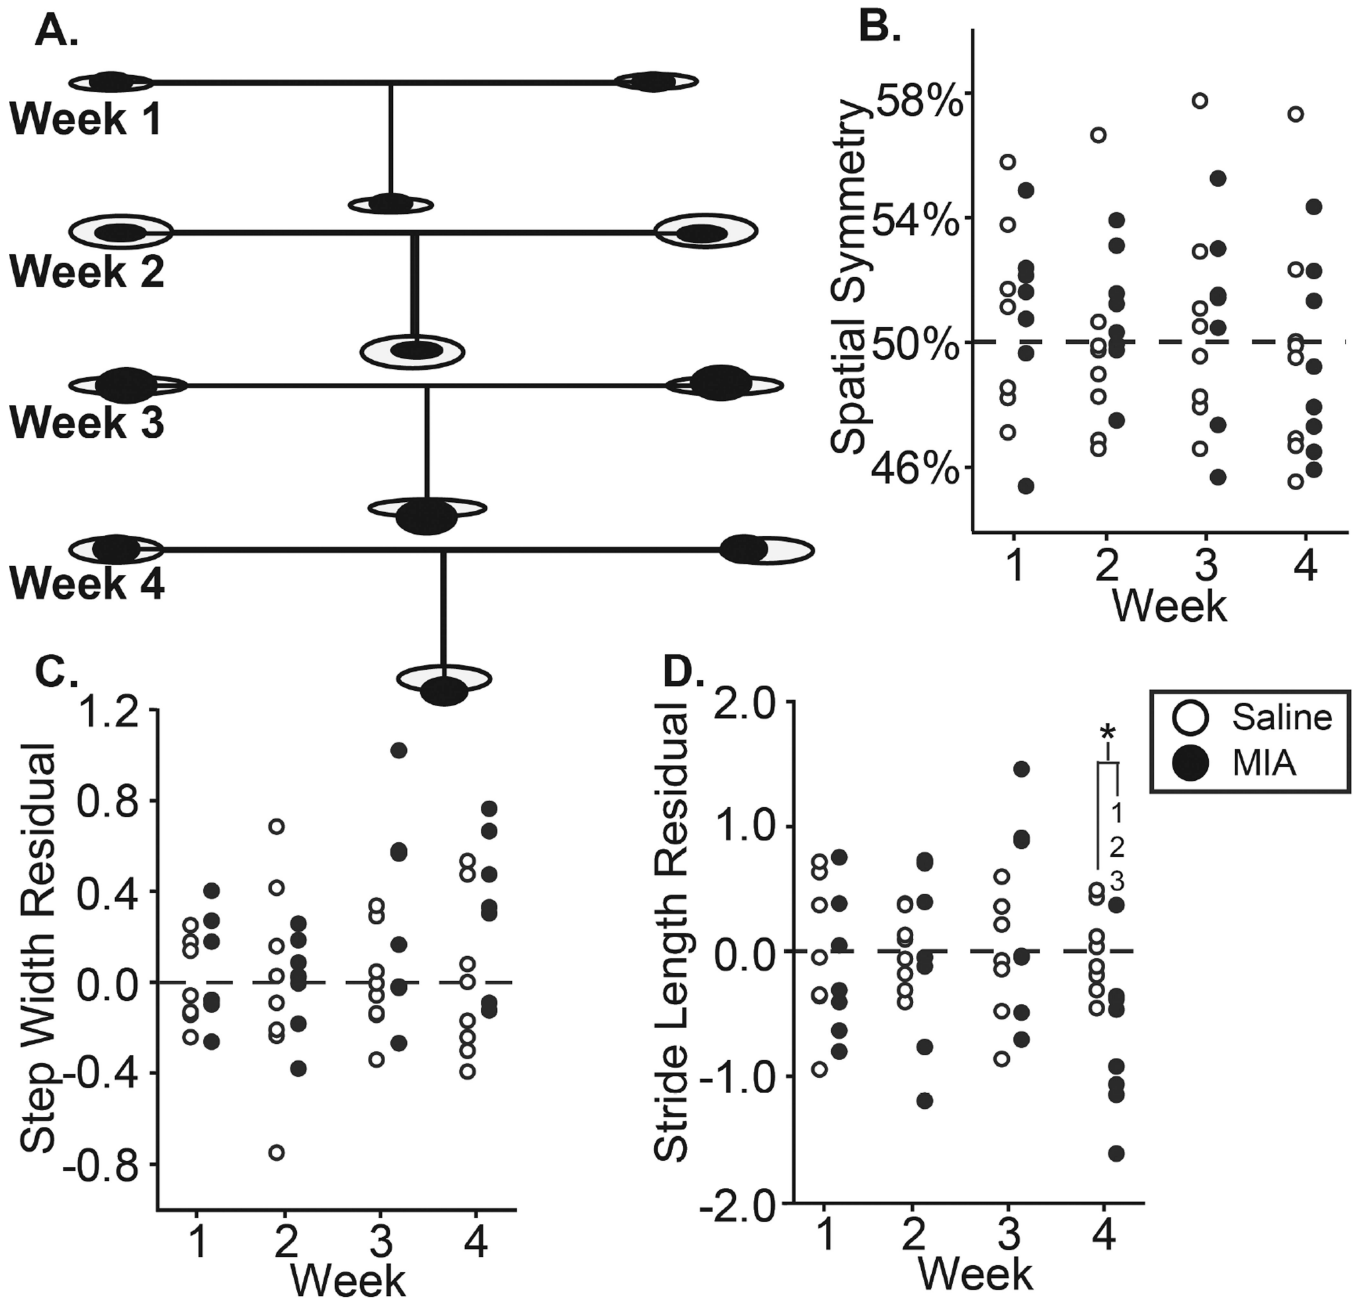 A.
Week 1
Week 2
Week 3
Week 4
B.
Spatial Symmetry
58%
54%
50%
46%
1 2 3 4
Week
C.
Step Width Residual
1.2
0.8
0.4
0.0
-0.4
-0.8
1 2 3 4
Week
D.
Stride Length Residual
2.0
1.0
0.0
-1.0
-2.0
*
1
2
3
1 2 3 4
Week
Saline
MIA